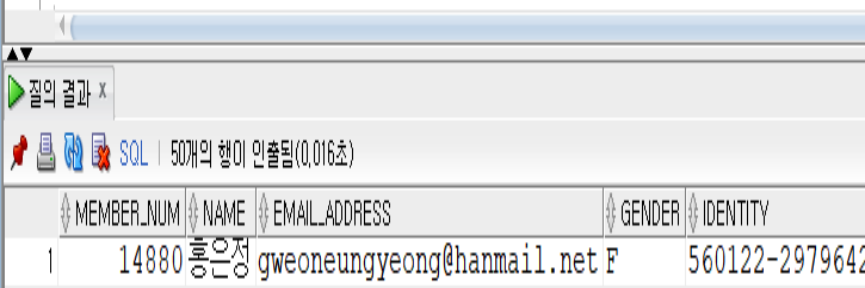 질의 결과 x
SQL | 50개의 행이 인출됨(0,016초)
MEMBER_NUM NAME EMAIL_ADDRESS GENDER IDENTITY
1 14880 홍은정 gweoneungyeong@hanmail.net F 560122-2979642